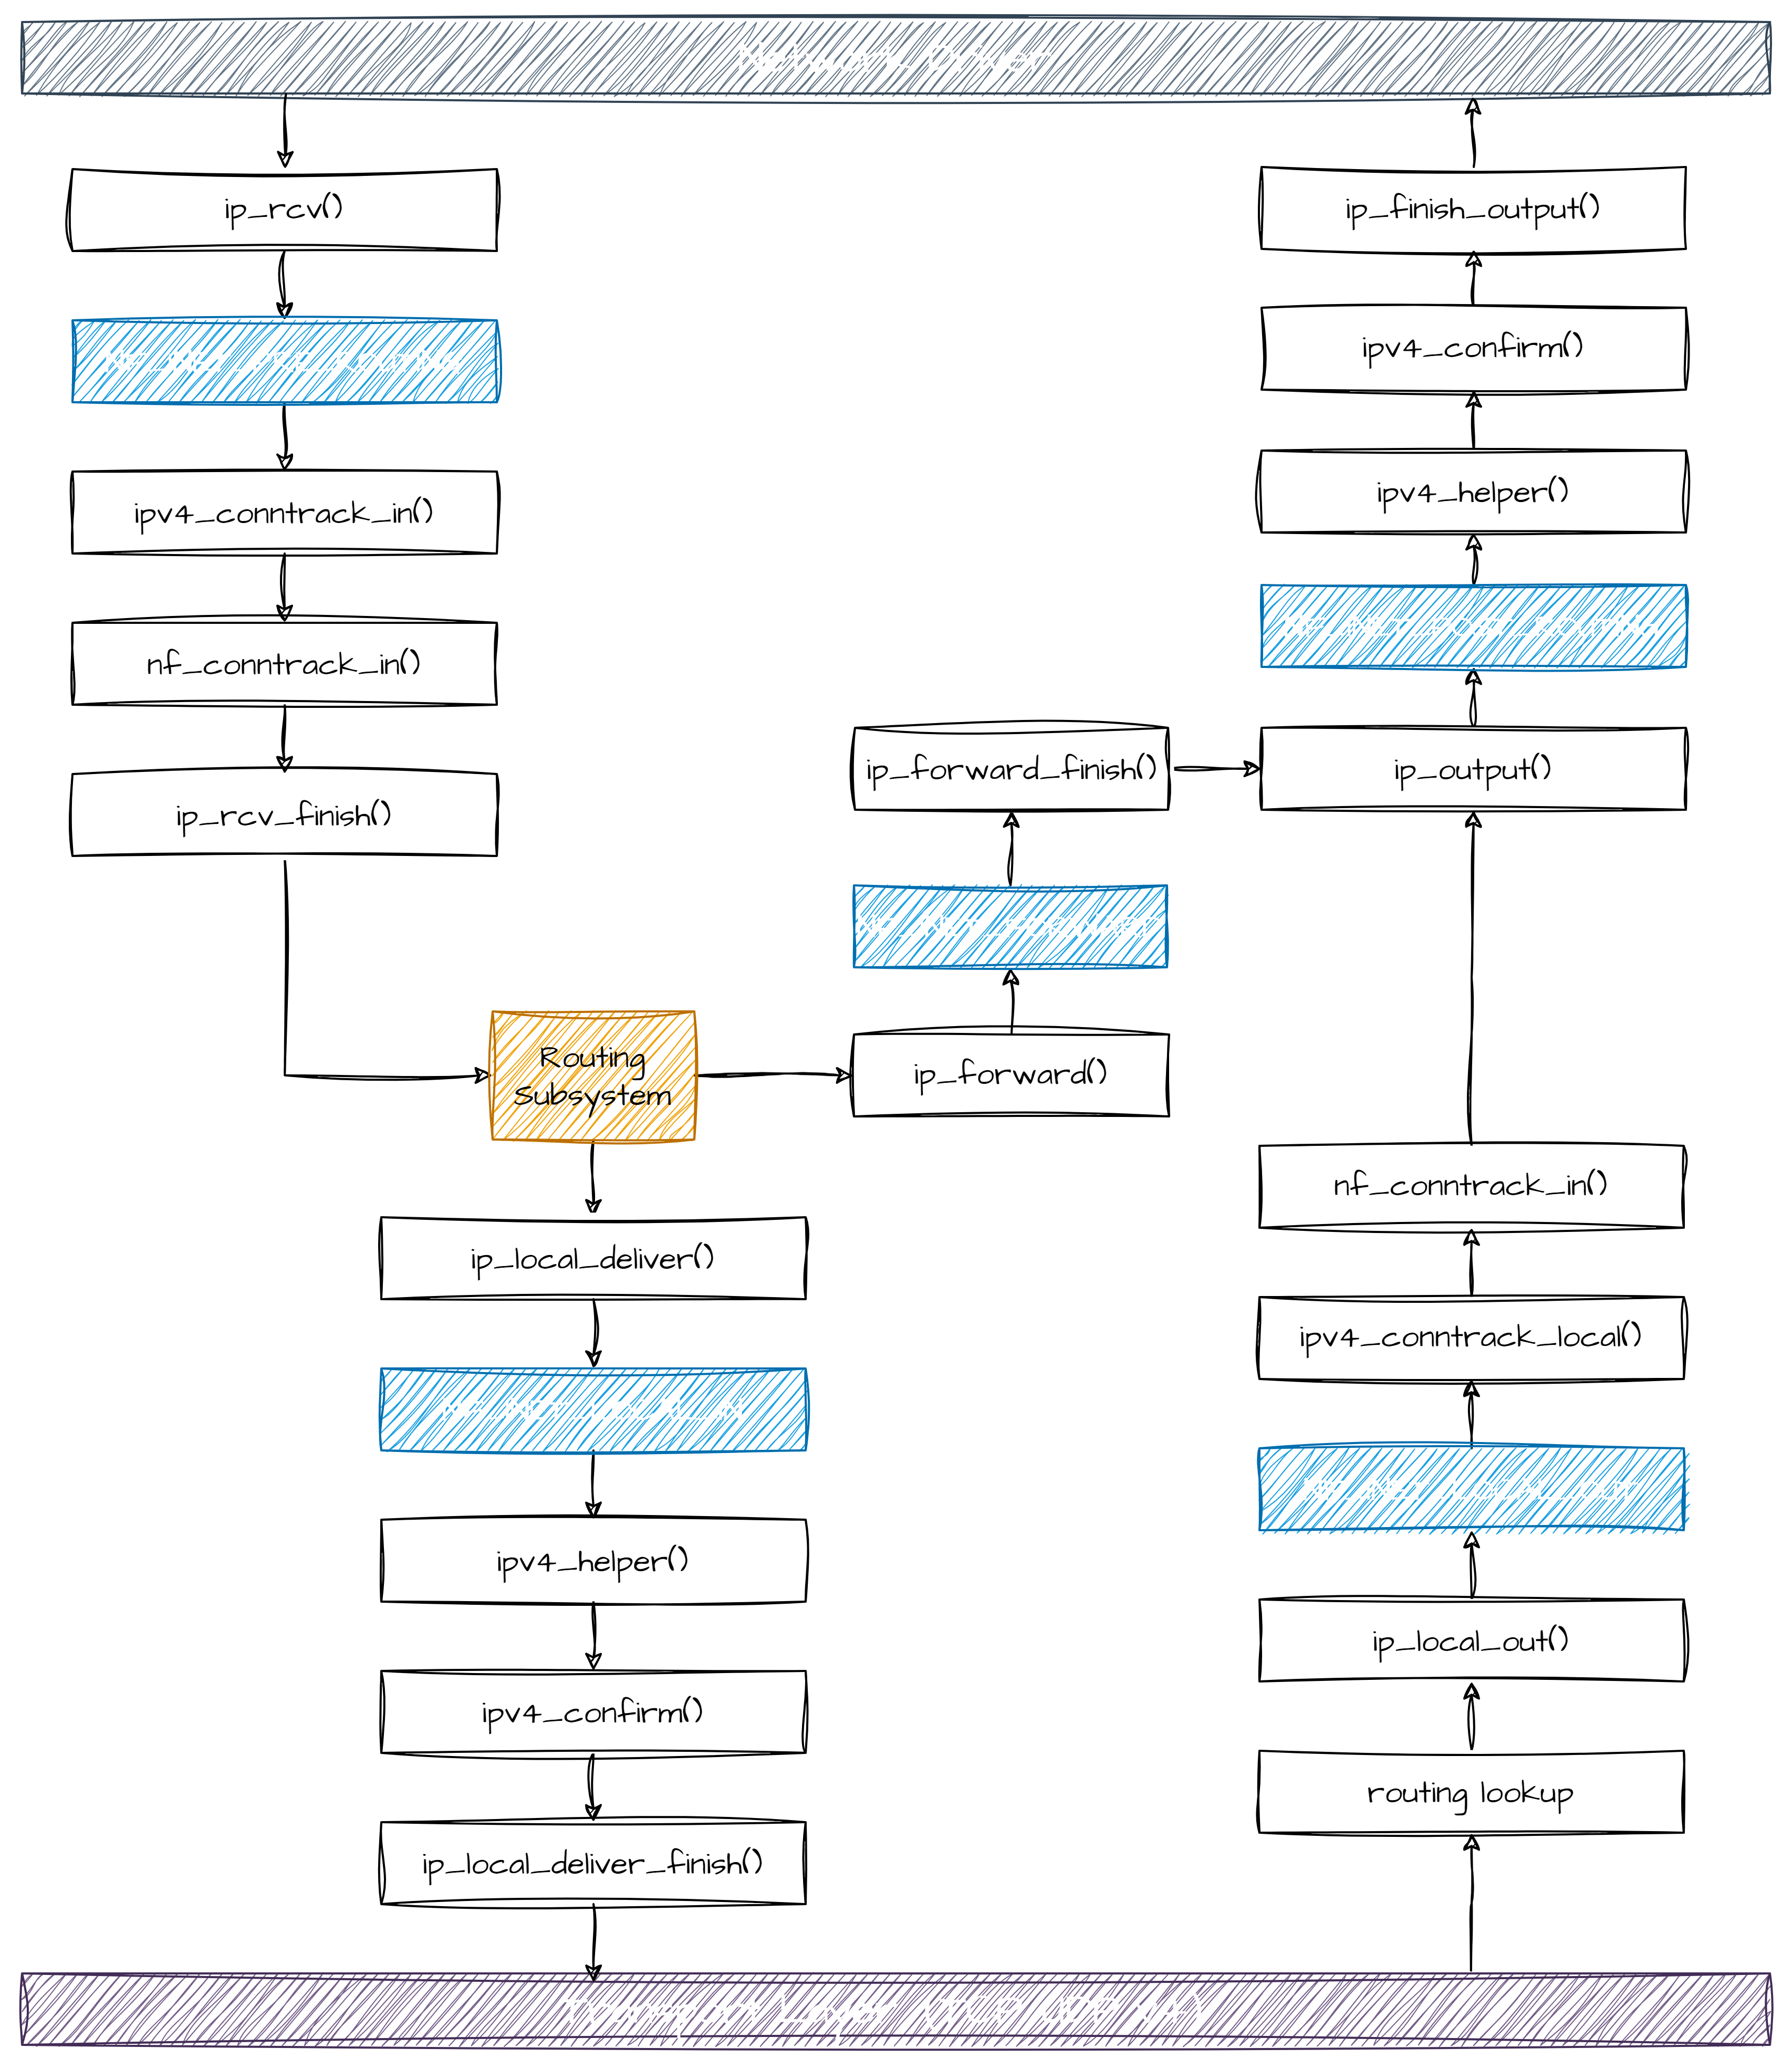 Network Driver
ip_rcv()
NF_INET_PRE_ROUTING
ipv4_conntrack_in()
nf_conntrack_in()
ip_rcv_finish()
Routing
Subsystem
ip_local_deliver()
NF_INET_LOCAL_IN
ipv4_helper()
ipv4_confirm()
ip_local_deliver_finish()
ip_forward_finish()
NF_INET_FORWARD
ip_forward()
ip_finish_output()
ipv4_confirm()
ipv4_helper()
NF_INET_POST_ROUTING
ip_output()
nf_conntrack_in()
ipv4_conntrack_local()
NF_INET_LOCAL_OUT
ip_local_out()
routing lookup
Transport Layer (TCP UDP v4)